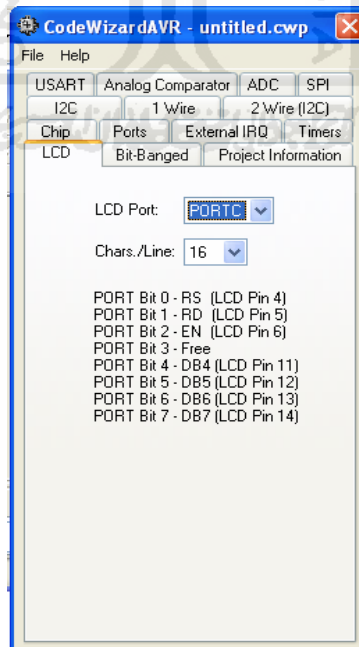 CodeWizardAVR - untitled.cwp
File Help
USART Analog Comparator ADC SPI
I2C 1 Wire 2 Wire (I2C)
Chip Ports External IRQ Timers
LCD Bit-Banged Project Information
LCD Port: PORTC
Chars./Line: 16
PORT Bit 0 - RS (LCD Pin 4)
PORT Bit 1 - RD (LCD Pin 5)
PORT Bit 2 - EN (LCD Pin 6)
PORT Bit 3 - Free
PORT Bit 4 - DB4 (LCD Pin 11)
PORT Bit 5 - DB5 (LCD Pin 12)
PORT Bit 6 - DB6 (LCD Pin 13)
PORT Bit 7 - DB7 (LCD Pin 14)